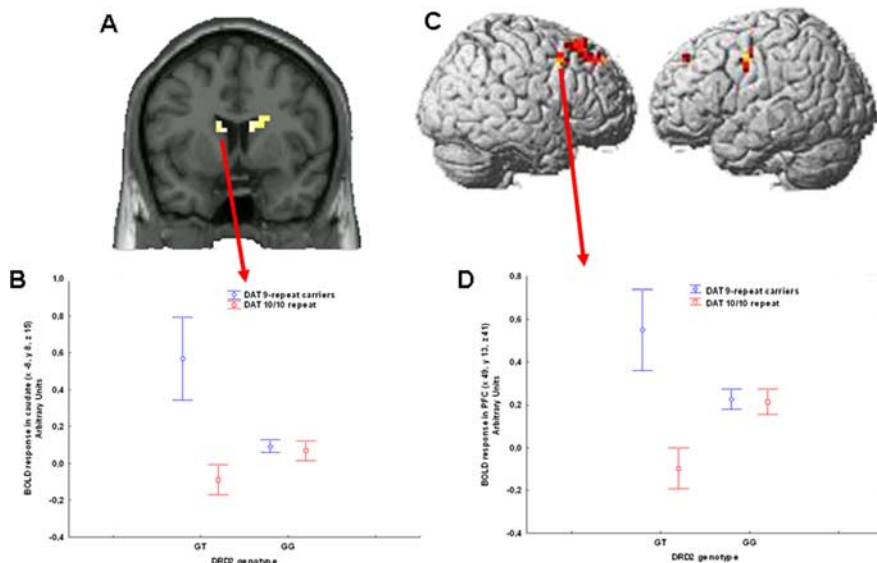 A
C
B
1,0
0,8
0,6
0,4
0,2
0,0
-0,2
-0,4
BOLD response in caudate (x -8, y 8, z 15)
Arbitrary Units
DAT 9-repeat carriers
DAT 10/10 repeat
GT
GG
DRD2 genotype
D
0,8
0,6
0,4
0,2
0,0
-0,2
-0,4
BOLD response in PFC (x 49, y 13, z 41)
Arbitrary Units
DAT 9-repeat carriers
DAT 10/10 repeat
GT
GG
DRD2 genotype